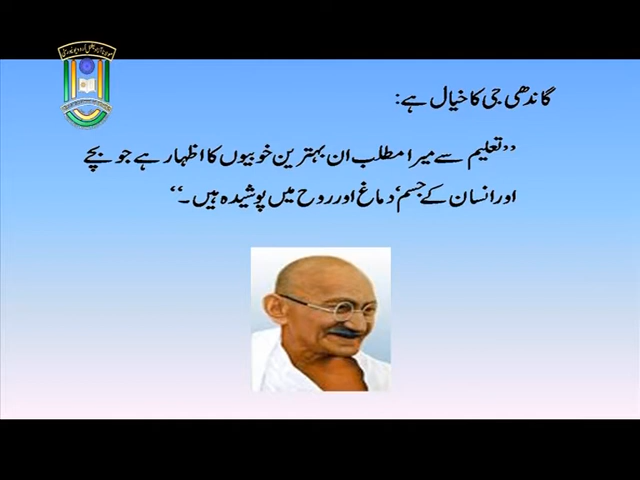 گاندھی جی کا خیال ہے:
”تعلیم سے میرا مطلب ان بہترین خوبیوں کا اظہار ہے جو بچے
اور انسان کے جسم‘ دماغ اور روح میں پوشیدہ ہیں۔“